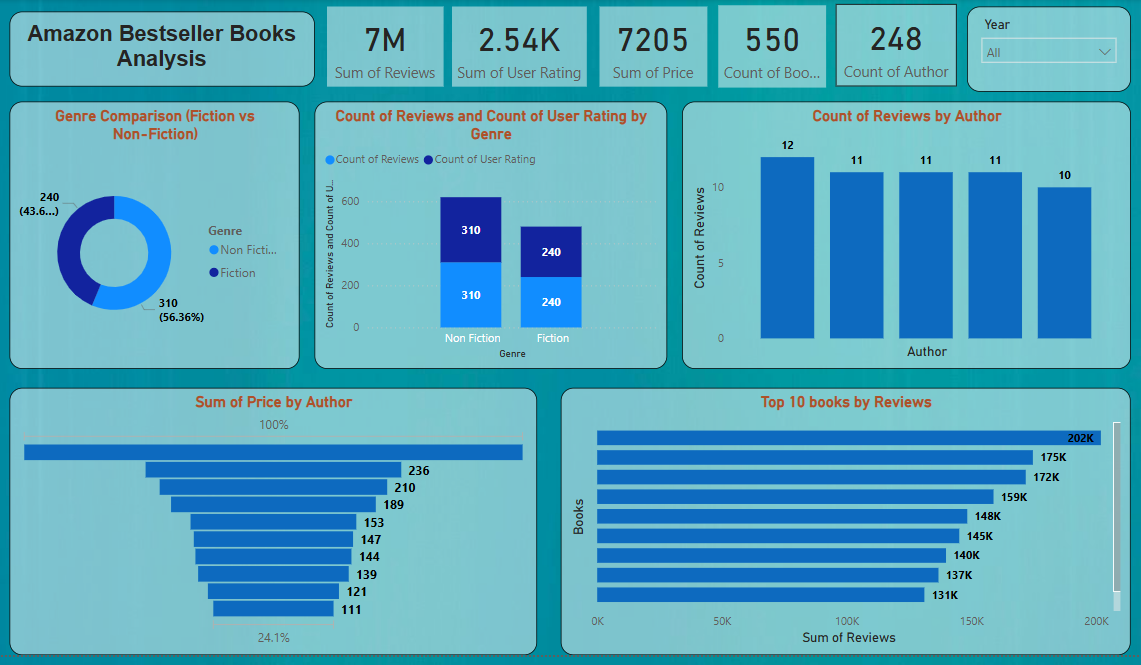 Amazon Bestseller Books
Analysis
7M
Sum of Reviews
2.54K
Sum of User Rating
7205
Sum of Price
550
Count of Boo...
248
Count of Author
Year
All
Genre Comparison (Fiction vs
Non-Fiction)
240
(43.6...)
310
(56.36%)
Genre
Non Ficti...
Fiction
Count of Reviews and Count of User Rating by
Genre
Count of Reviews Count of User Rating
Count of Reviews and Count of U...
600
400
200
0
310
310
240
240
Non Fiction
Fiction
Genre
Count of Reviews by Author
Count of Reviews
10
5
0
12
11
11
11
10
Author
Sum of Price by Author
100%
236
210
189
153
147
144
139
121
111
24.1%
Top 10 books by Reviews
Books
202K
175K
172K
159K
148K
145K
140K
137K
131K
0K
50K
100K
150K
200K
Sum of Reviews